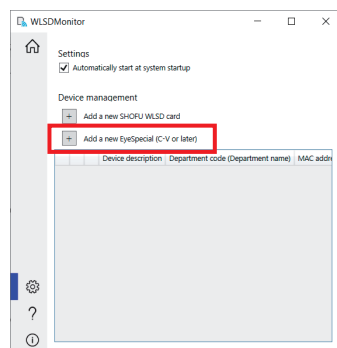 WLSDMonitor
Settings
Automatically start at system startup
Device management
+ Add a new SHOFU WLSD card
+ Add a new EyeSpecial (C-V or later)
Device description Department code (Department name) MAC addre